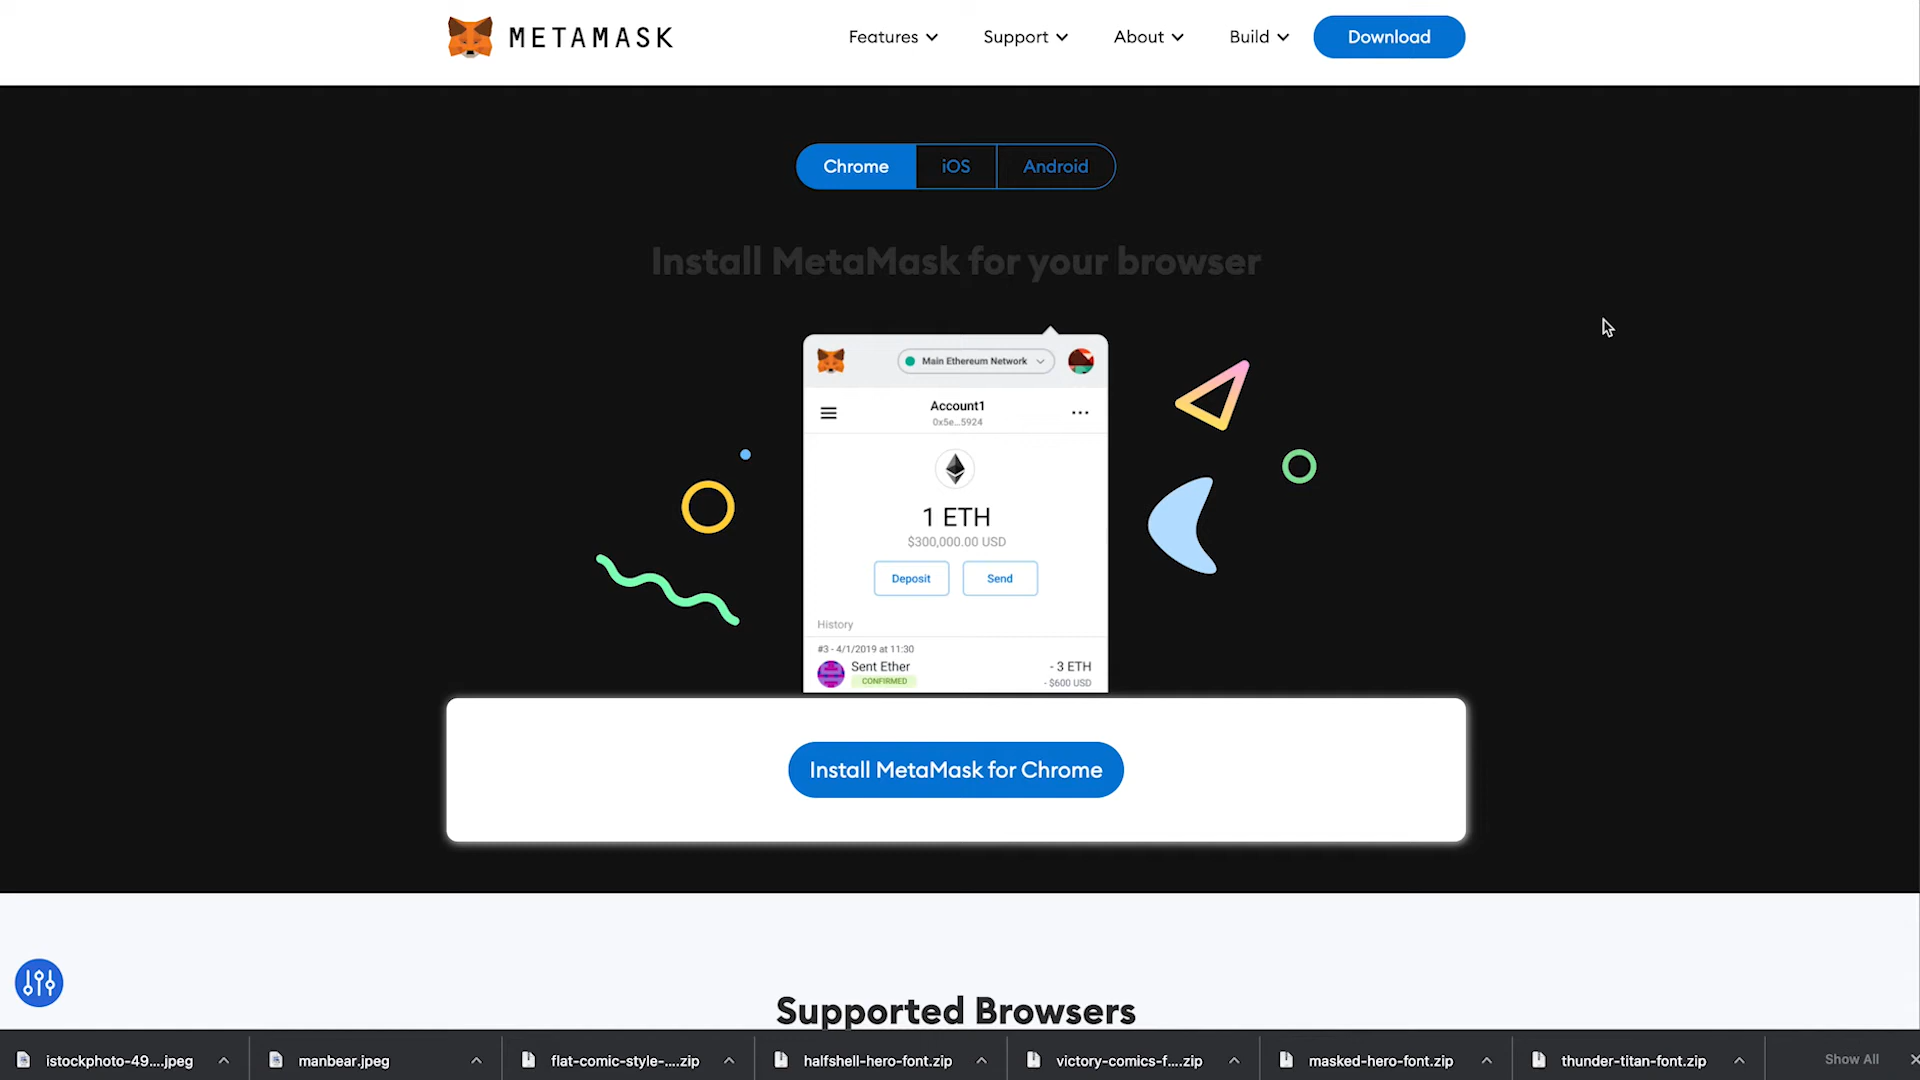 METAMASK
Features
Support
About
Build
Download
Chrome
iOS
Android
Install MetaMask for your browser
Main Ethereum Network
Account1
0x5e...5924
1 ETH
$300,000.00 USD
Deposit
Send
History
#3 - 4/1/2019 at 11:30
Sent Ether
- 3 ETH
CONFIRMED
- $600 USD
Install MetaMask for Chrome
Supported Browsers
istockphoto-49....jpeg
manbear.jpeg
flat-comic-style-....zip
halfshell-hero-font.zip
victory-comics-f....zip
masked-hero-font.zip
thunder-titan-font.zip
Show All